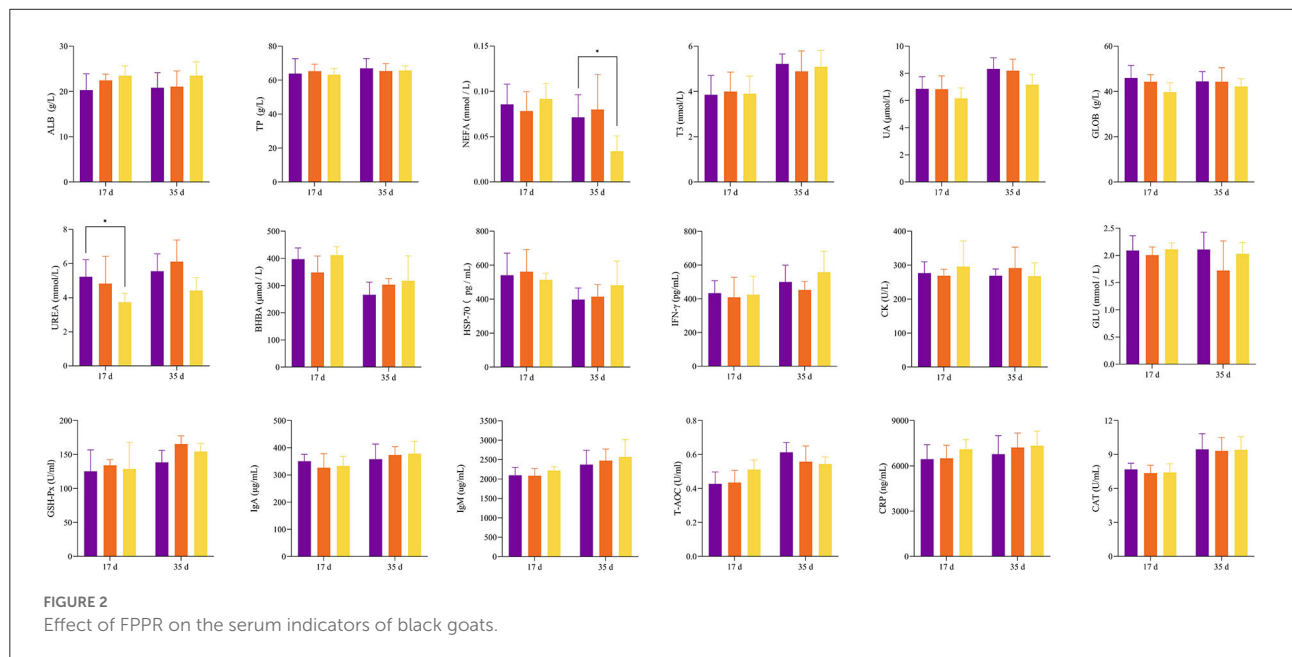 30
20
10
0
ALB (g/L)
17 d
35 d
80
60
40
20
0
TP (g/L)
17 d
35 d
0.15
0.10
0.05
0.00
NEFA (mmol / L)
*
17 d
35 d
6
4
2
0
T3 (mmol/L)
17 d
35 d
10
9
7
6
4
3
1
0
UA (μmol/L)
17 d
35 d
60
40
20
0
GLOB (g/L)
17 d
35 d
8
6
4
2
0
UREA (mmol/L)
*
17 d
35 d
500
400
300
200
100
0
BHBA (μmol / L)
17 d
35 d
800
600
400
200
0
HSP-70 ( pg / mL)
17 d
35 d
800
600
400
200
0
IFN-γ (pg/mL)
17 d
35 d
400
350
300
250
200
150
100
50
0
CK (U/L)
17 d
35 d
2.5
2.0
1.5
1.0
0.5
0.0
GLU (mmol / L)
17 d
35 d
200
150
100
50
0
GSH-Px (U/ml)
17 d
35 d
500
400
300
200
100
0
IgA (μg/mL)
17 d
35 d
3500
3000
2500
2000
1500
1000
500
0
IgM (ug/mL)
17 d
35 d
0.8
0.6
0.4
0.2
0.0
T-AOC (U/ml)
17 d
35 d
9000
6000
3000
0
CRP (ng/mL)
17 d
35 d
12
9
6
3
0
CAT (U/mL)
17 d
35 d
FIGURE 2
Effect of FPPR on the serum indicators of black goats.